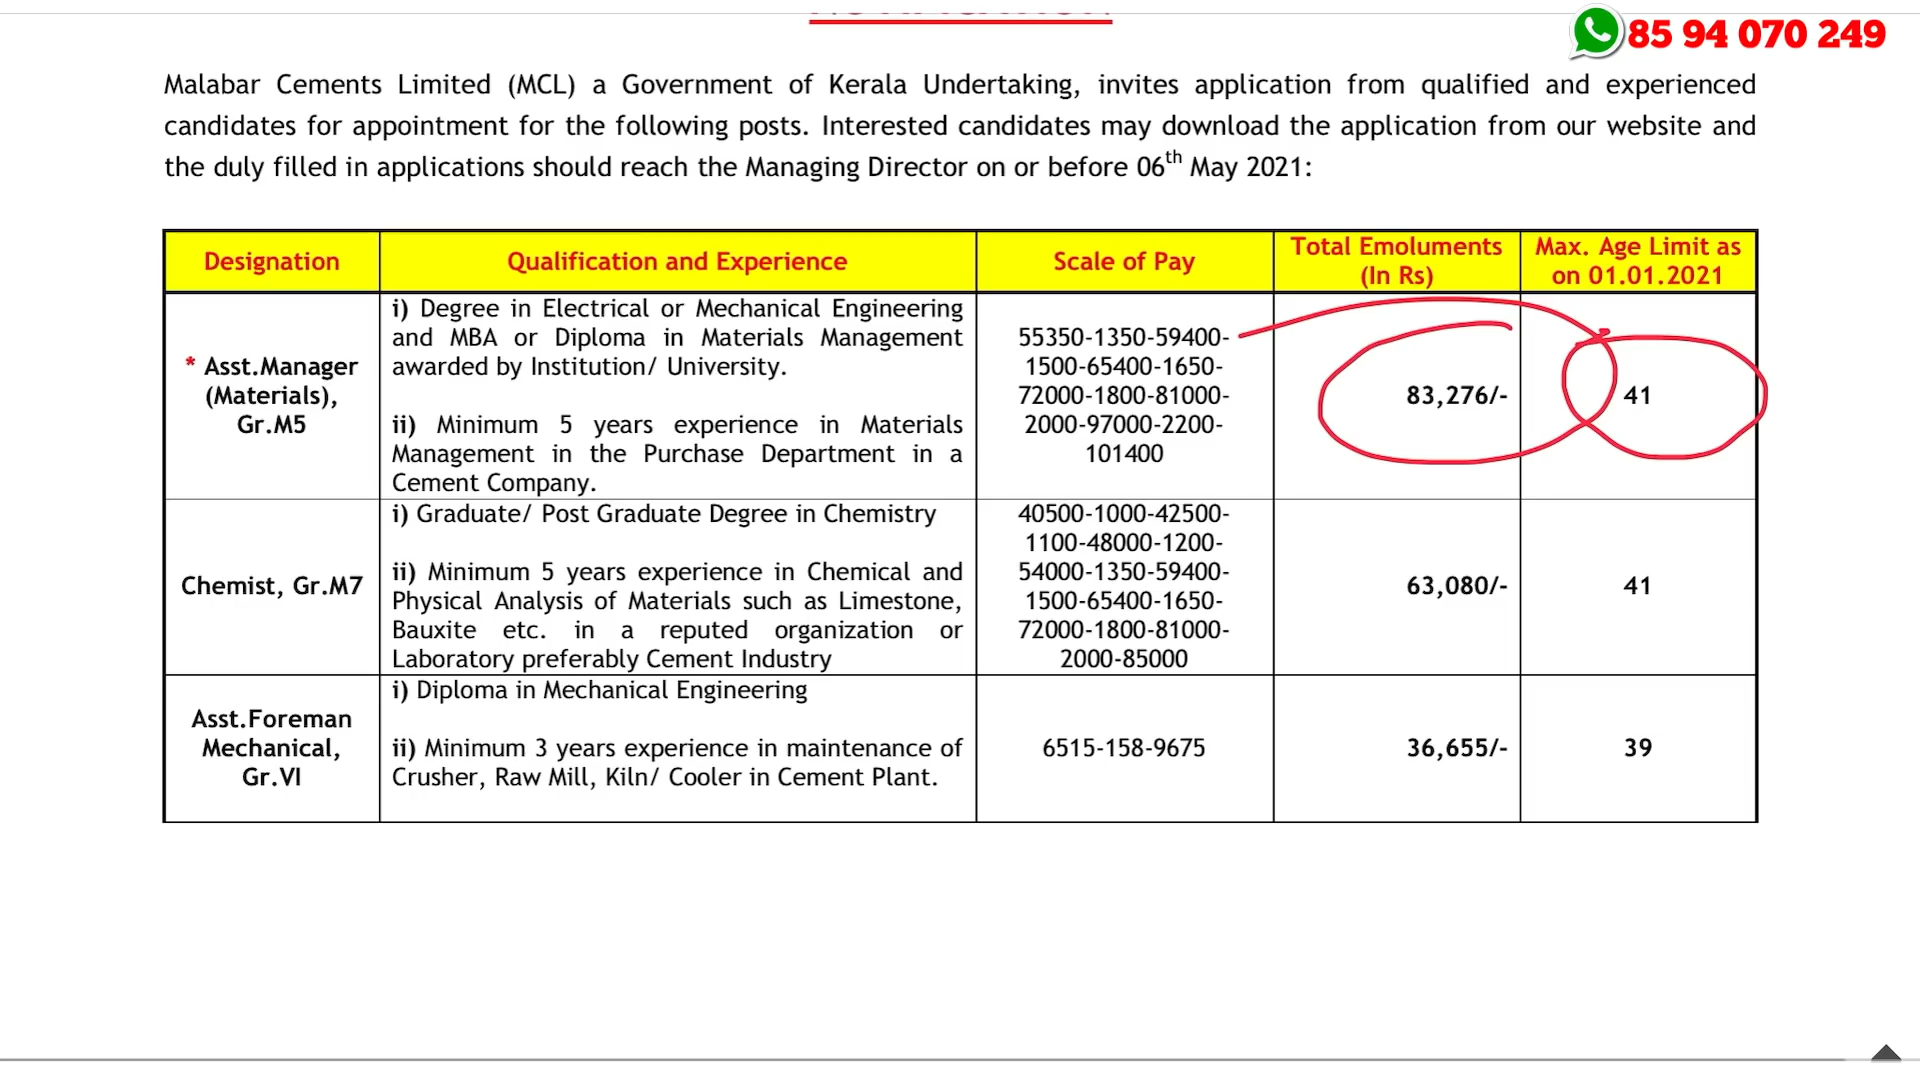 85 94 070 249
Malabar Cements Limited (MCL) a Government of Kerala Undertaking, invites application from qualified and experienced
candidates for appointment for the following posts. Interested candidates may download the application from our website and
the duly filled in applications should reach the Managing Director on or before 06th May 2021:
Designation
Qualification and Experience
Scale of Pay
Total Emoluments
(In Rs)
Max. Age Limit as
on 01.01.2021
* Asst.Manager
(Materials),
Gr.M5
i) Degree in Electrical or Mechanical Engineering
and MBA or Diploma in Materials Management
awarded by Institution/ University.
ii) Minimum 5 years experience in Materials
Management in the Purchase Department in a
Cement Company.
55350-1350-59400-
1500-65400-1650-
72000-1800-81000-
2000-97000-2200-
101400
83,276/-
41
Chemist, Gr.M7
i) Graduate/ Post Graduate Degree in Chemistry
ii) Minimum 5 years experience in Chemical and
Physical Analysis of Materials such as Limestone,
Bauxite etc. in a reputed organization or
Laboratory preferably Cement Industry
40500-1000-42500-
1100-48000-1200-
54000-1350-59400-
1500-65400-1650-
72000-1800-81000-
2000-85000
63,080/-
41
Asst.Foreman
Mechanical,
Gr.VI
i) Diploma in Mechanical Engineering
ii) Minimum 3 years experience in maintenance of
Crusher, Raw Mill, Kiln/ Cooler in Cement Plant.
6515-158-9675
36,655/-
39